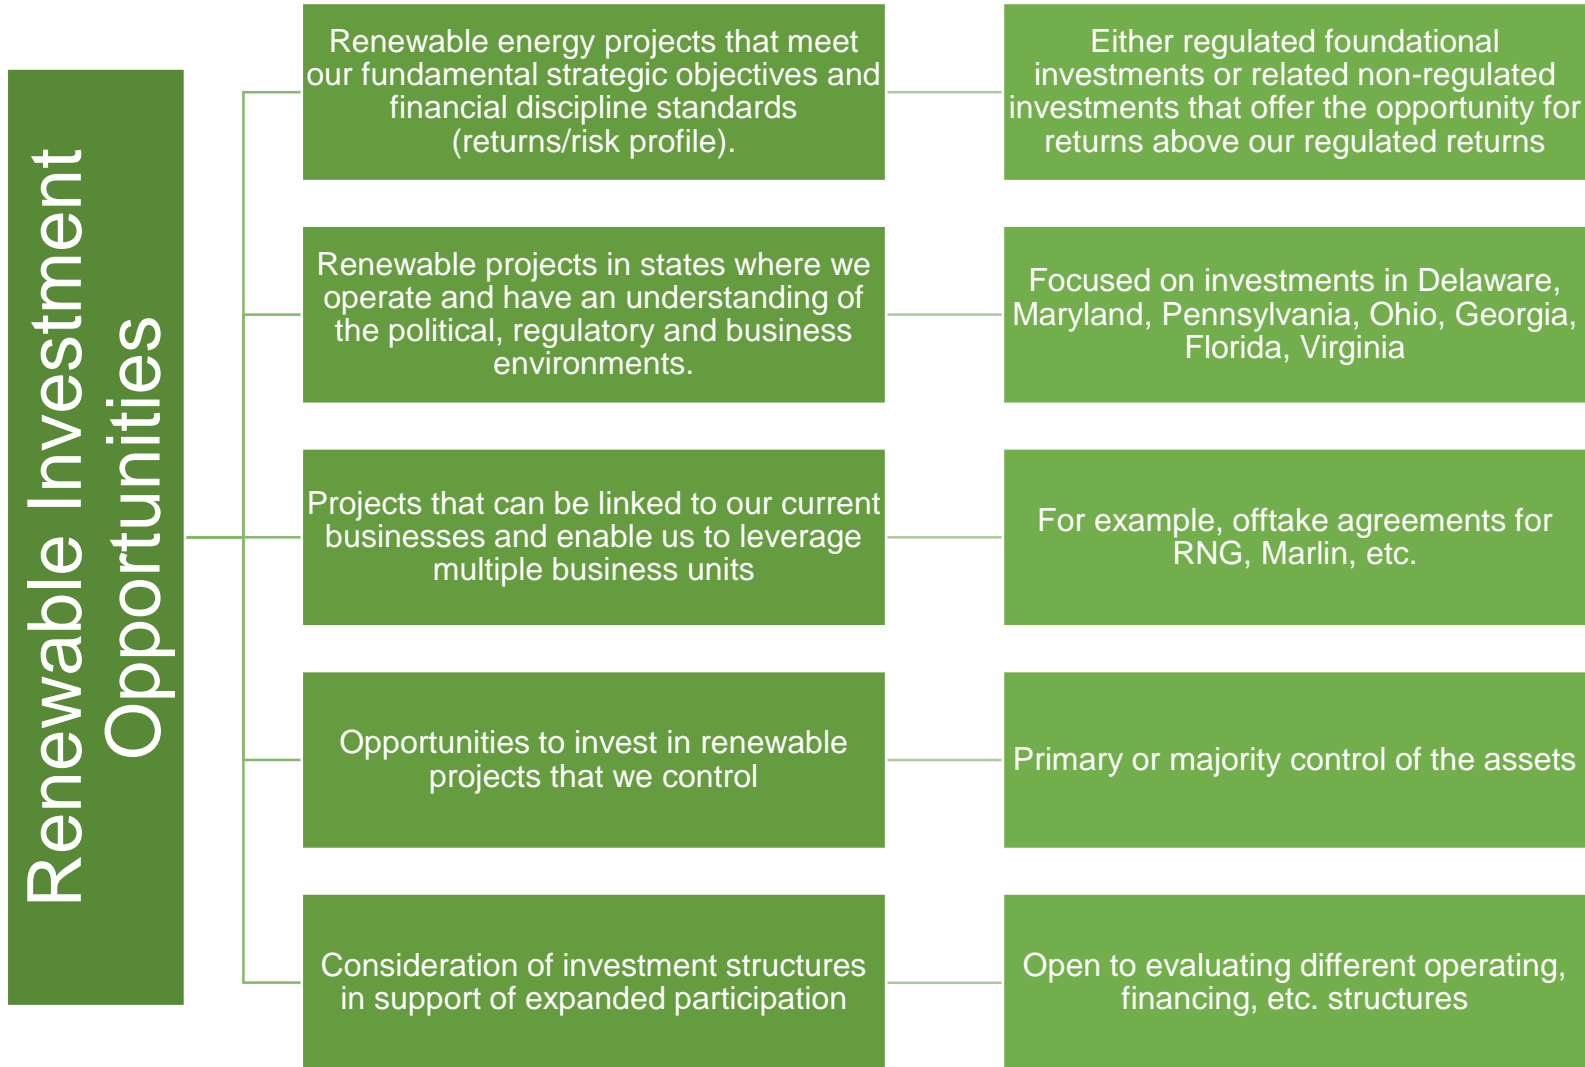 Renewable Investment
Opportunities
Renewable energy projects that meet
our fundamental strategic objectives and
financial discipline standards
(returns/risk profile).
Either regulated foundational
investments or related non-regulated
investments that offer the opportunity for
returns above our regulated returns
Renewable projects in states where we
operate and have an understanding of
the political, regulatory and business
environments.
Focused on investments in Delaware,
Maryland, Pennsylvania, Ohio, Georgia,
Florida, Virginia
Projects that can be linked to our current
businesses and enable us to leverage
multiple business units
For example, offtake agreements for
RNG, Marlin, etc.
Opportunities to invest in renewable
projects that we control
Primary or majority control of the assets
Consideration of investment structures
in support of expanded participation
Open to evaluating different operating,
financing, etc. structures